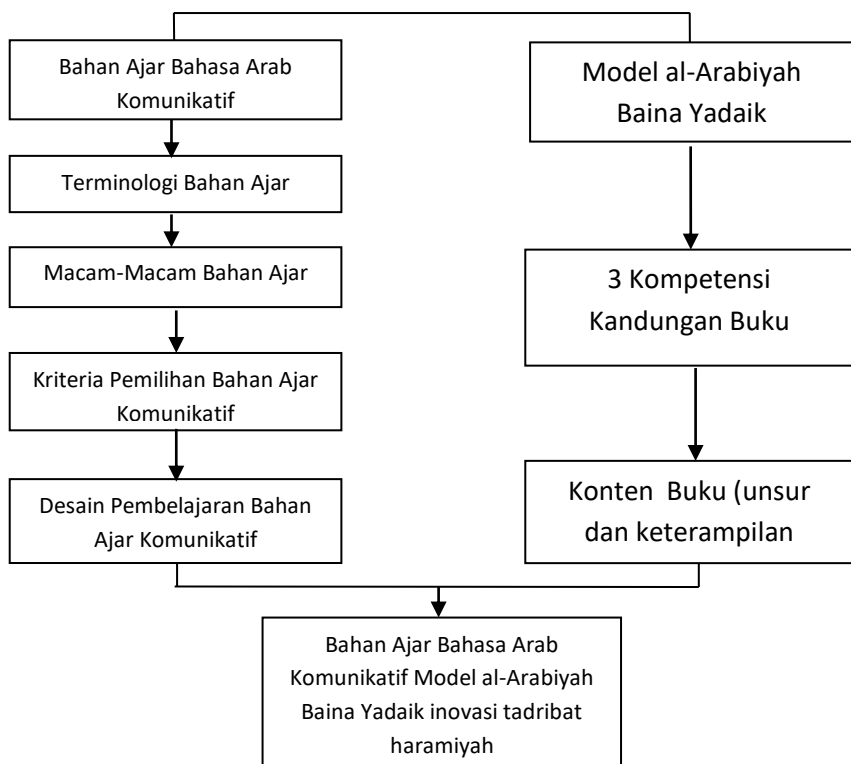 Bahan Ajar Bahasa Arab
Komunikatif
Terminologi Bahan Ajar
Macam-Macam Bahan Ajar
Kriteria Pemilihan Bahan Ajar
Komunikatif
Desain Pembelajaran Bahan
Ajar Komunikatif
Model al-Arabiyah
Baina Yadaik
3 Kompetensi
Kandungan Buku
Konten Buku (unsur
dan keterampilan
Bahan Ajar Bahasa Arab
Komunikatif Model al-Arabiyah
Baina Yadaik inovasi tadribat
haramiyah